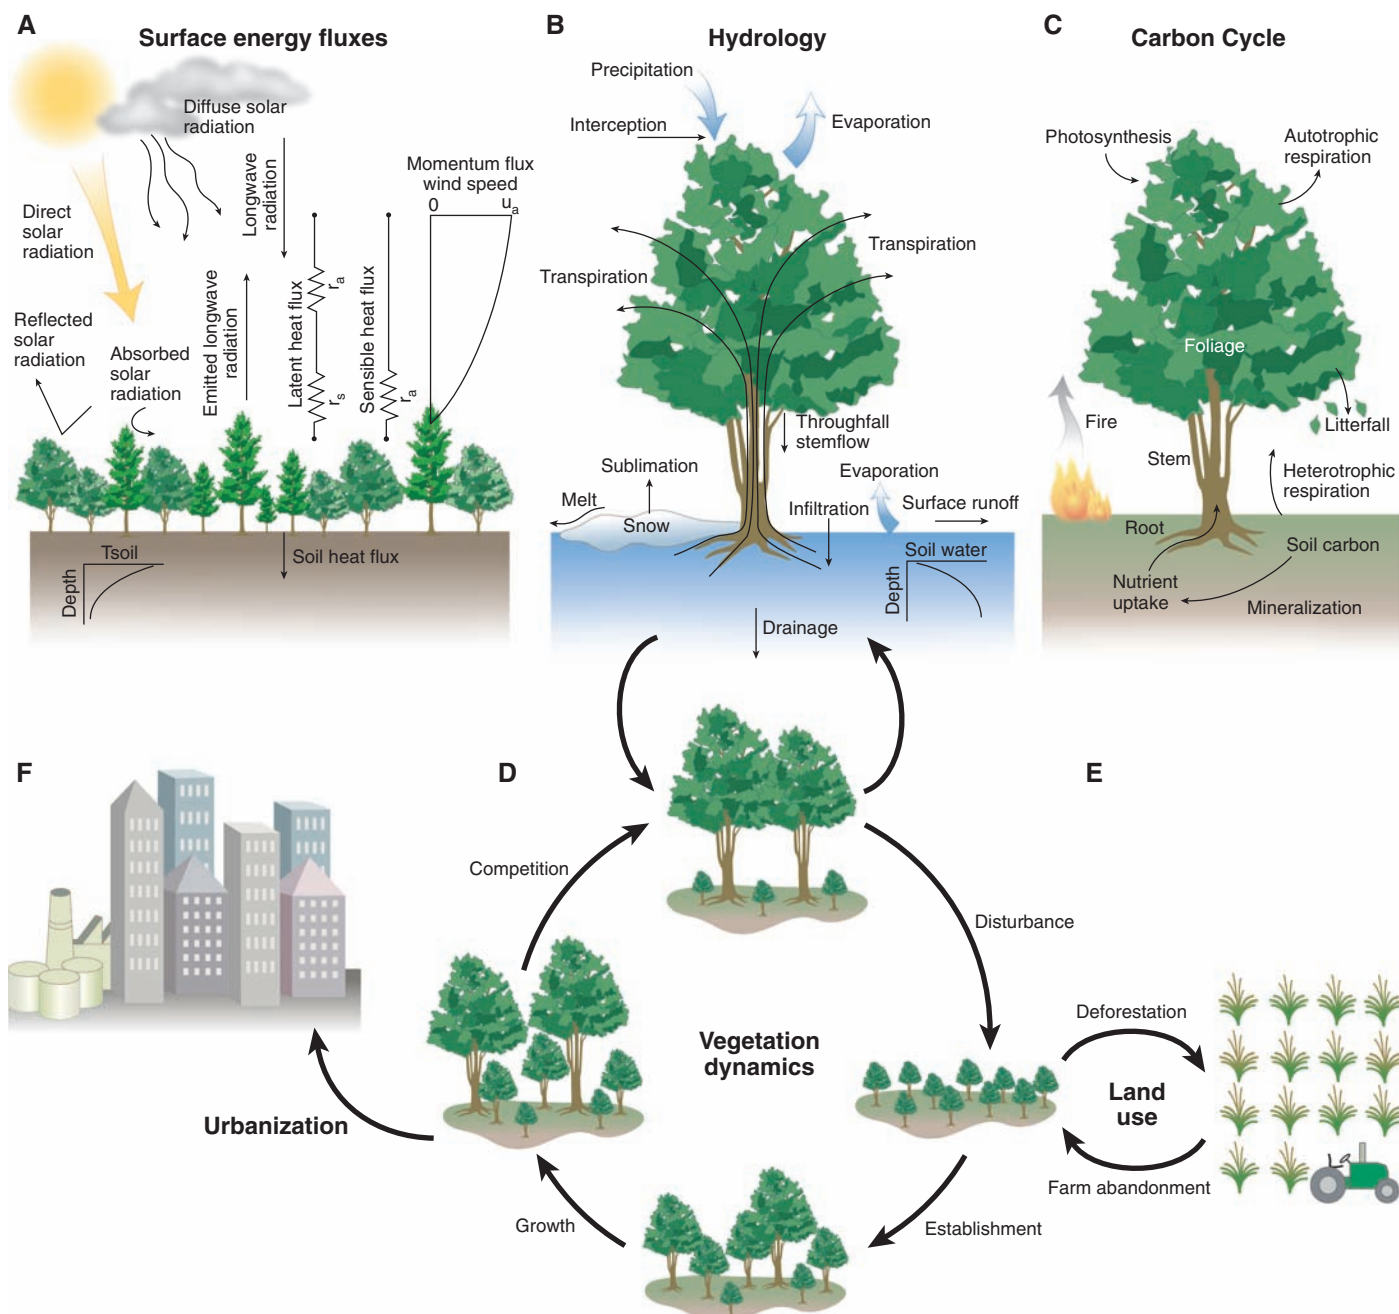 A
Surface energy fluxes
Diffuse solar
radiation
Longwave
radiation
Momentum flux
wind speed
0
u_a
Direct
solar
radiation
Reflected
solar
radiation
Absorbed
solar
radiation
Emitted longwave
radiation
Latent heat flux
r_a
r_s
Sensible heat flux
r_a
Tsoil
Depth
Soil heat flux
B
Hydrology
Precipitation
Interception
Evaporation
Transpiration
Transpiration
Throughfall
stemflow
Sublimation
Evaporation
Melt
Snow
Infiltration
Surface runoff
Soil water
Depth
Drainage
C
Carbon Cycle
Photosynthesis
Autotrophic
respiration
Foliage
Fire
Litterfall
Stem
Heterotrophic
respiration
Root
Soil carbon
Nutrient
uptake
Mineralization
F
D
E
Competition
Disturbance
Vegetation
dynamics
Deforestation
Land
use
Farm abandonment
Urbanization
Growth
Establishment